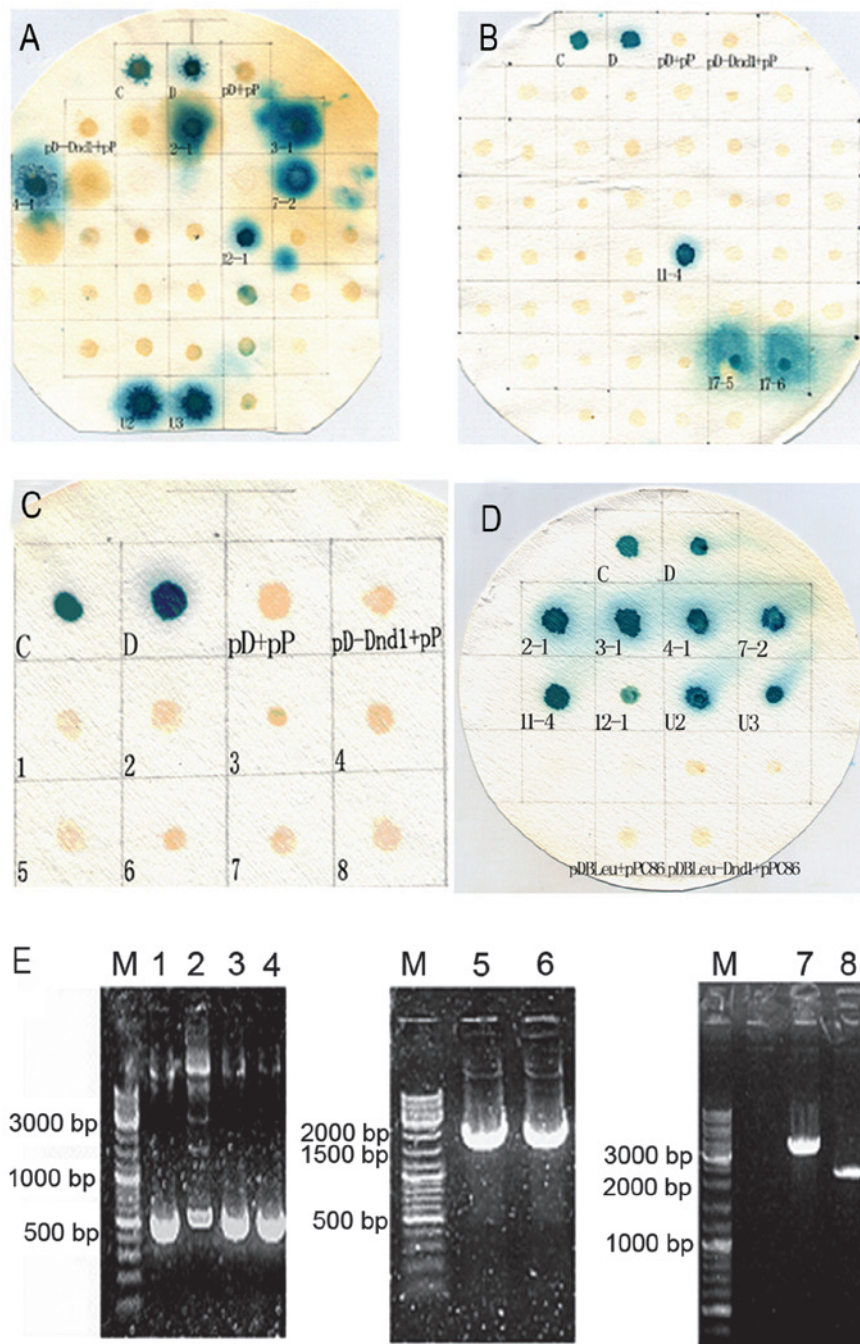 A
C D pD+pP
pD-Dnd1+pP 2-1 3-1
4-1 7-2
12-1
U2 U3
B
C D pD+pP pD-Dnd1+pP
11-4
17-5 17-6
C
C D pD+pP pD-Dnd1+pP
1 2 3 4
5 6 7 8
D
C D
2-1 3-1 4-1 7-2
11-4 12-1 U2 U3
pDBLeu+pPC86 pDBLeu-Dnd1+pPC86
E
M 1 2 3 4
3000 bp
1000 bp
500 bp
M 5 6
2000 bp
1500 bp
500 bp
M 7 8
3000 bp
2000 bp
1000 bp